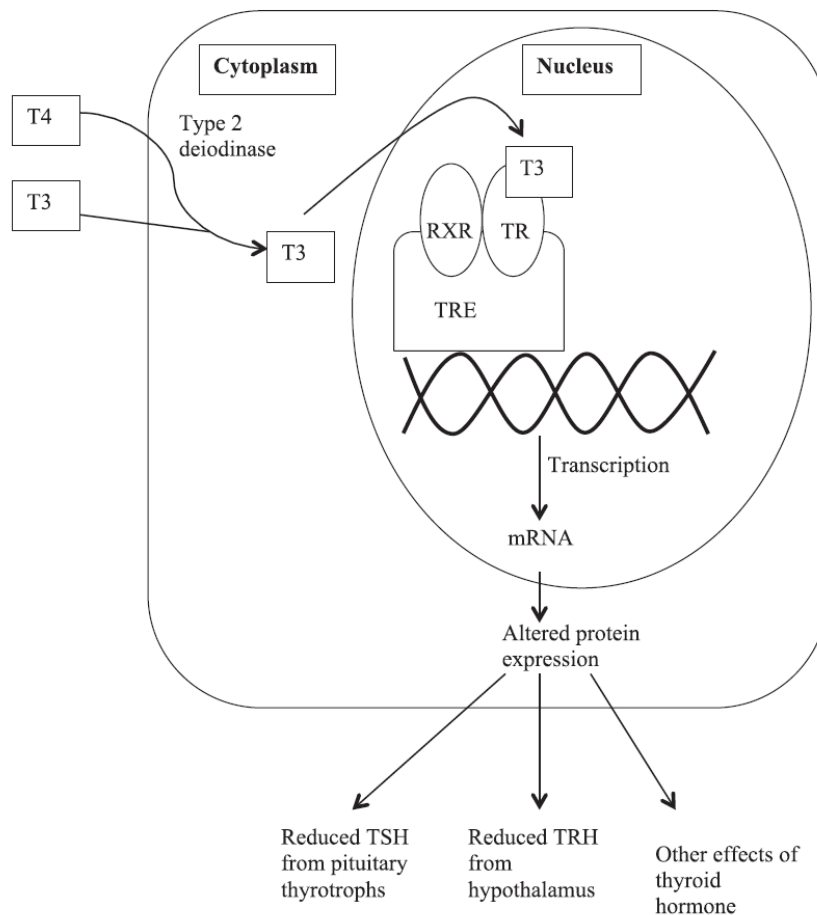 Cytoplasm
Nucleus
T4
Type 2
deiodinase
T3
T3
T3
RXR
TR
TRE
Transcription
mRNA
Altered protein
expression
Reduced TSH
from pituitary
thyrotrophs
Reduced TRH
from
hypothalamus
Other effects of
thyroid
hormone